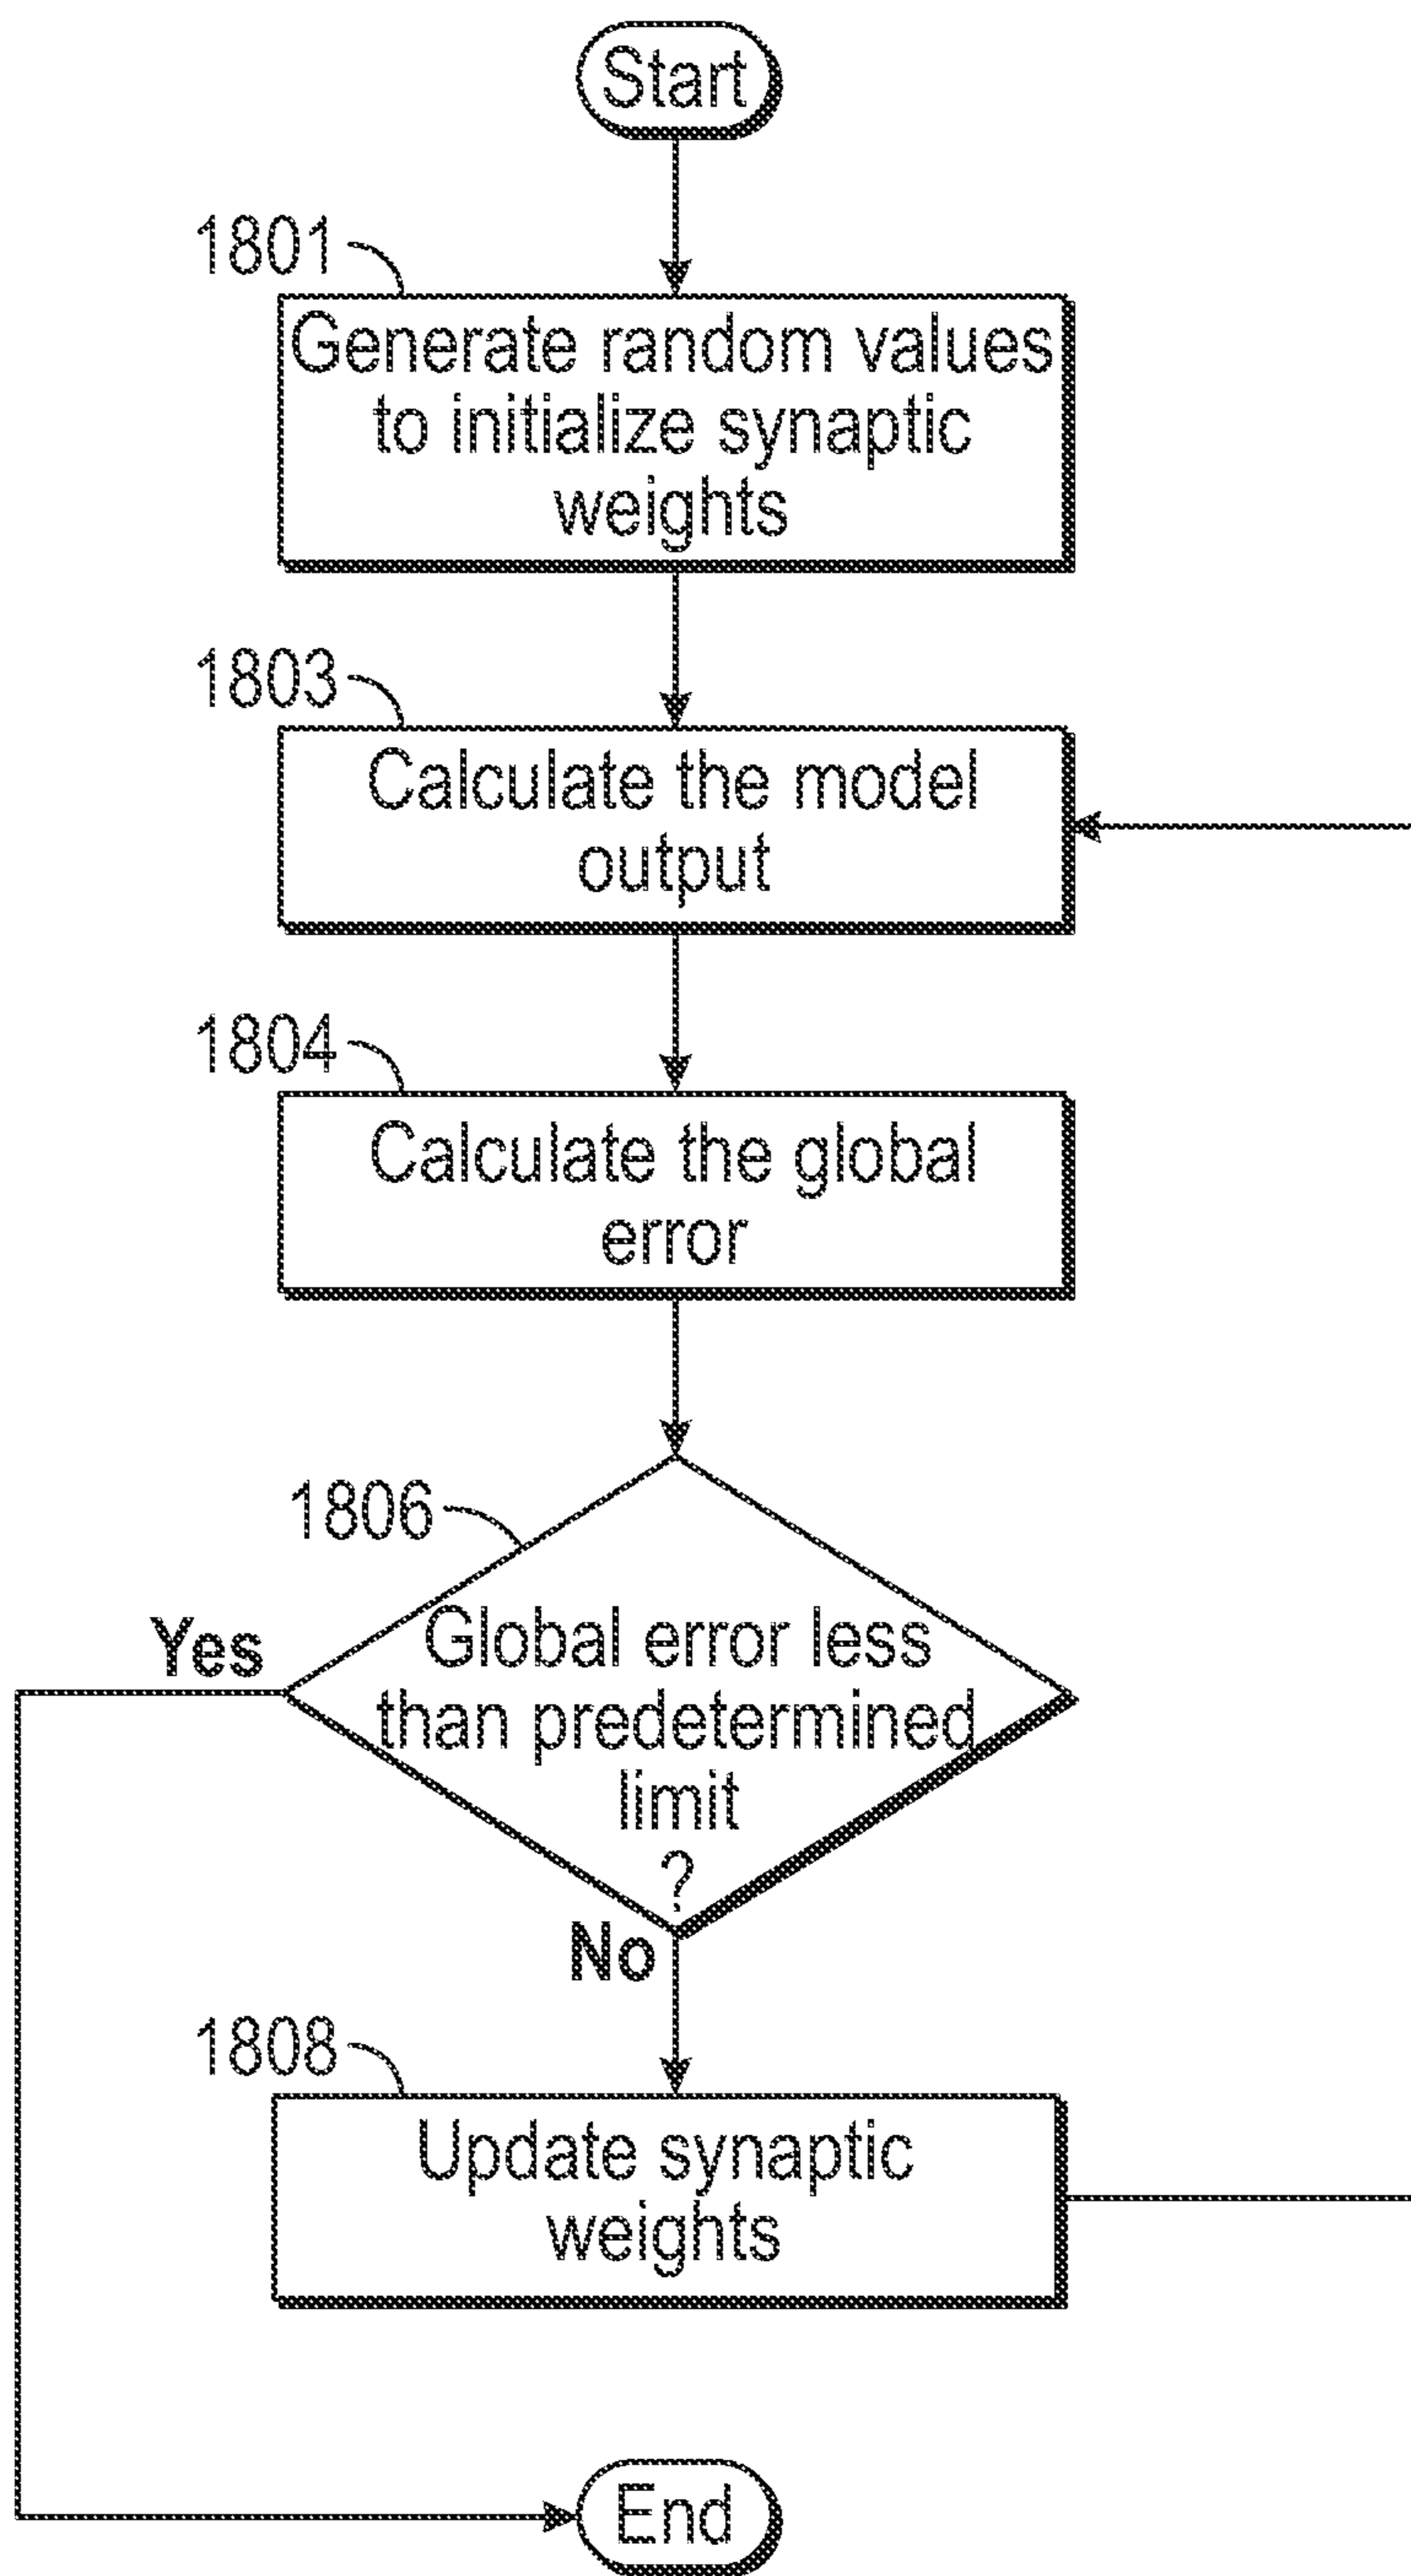 Start
1801
Generate random values
to initialize synaptic
weights
1803
Calculate the model
output
1804
Calculate the global
error
1806
Yes
Global error less
than predetermined
limit
?
No
1808
Update synaptic
weights
End